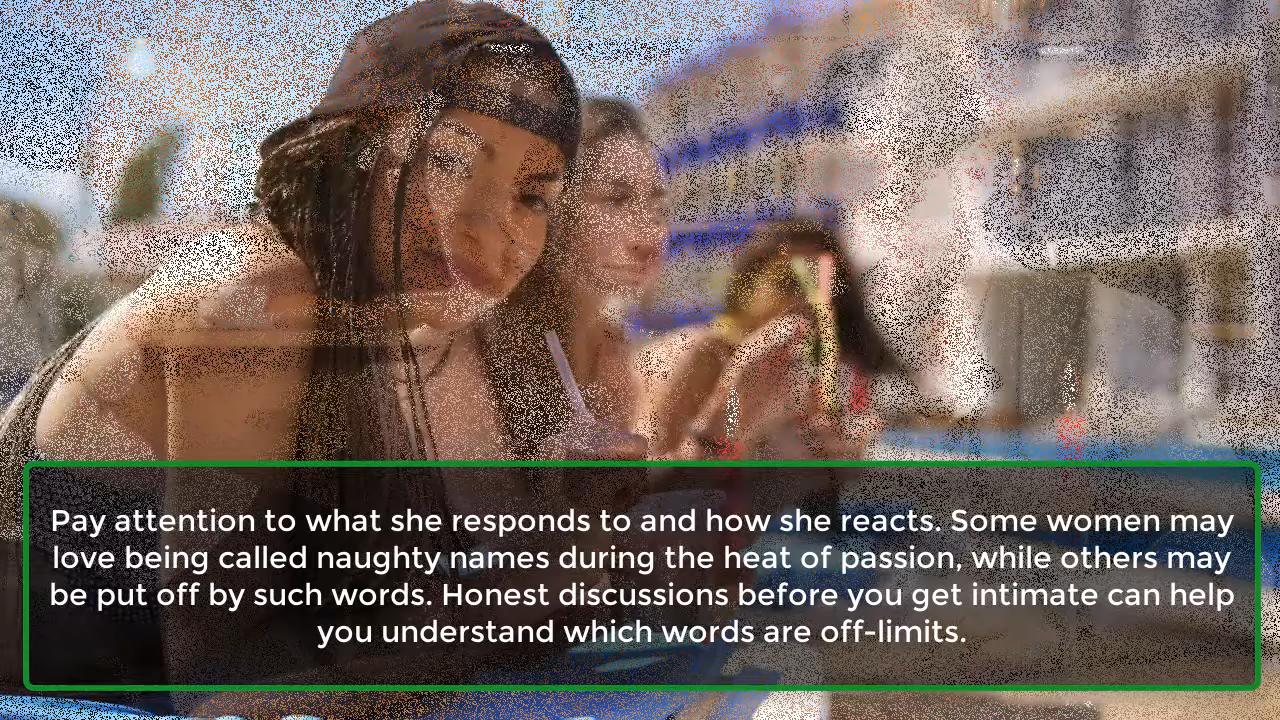 Pay attention to what she responds to and how she reacts. Some women may
love being called naughty names during the heat of passion, while others may
be put off by such words. Honest discussions before you get intimate can help
you understand which words are off-limits.